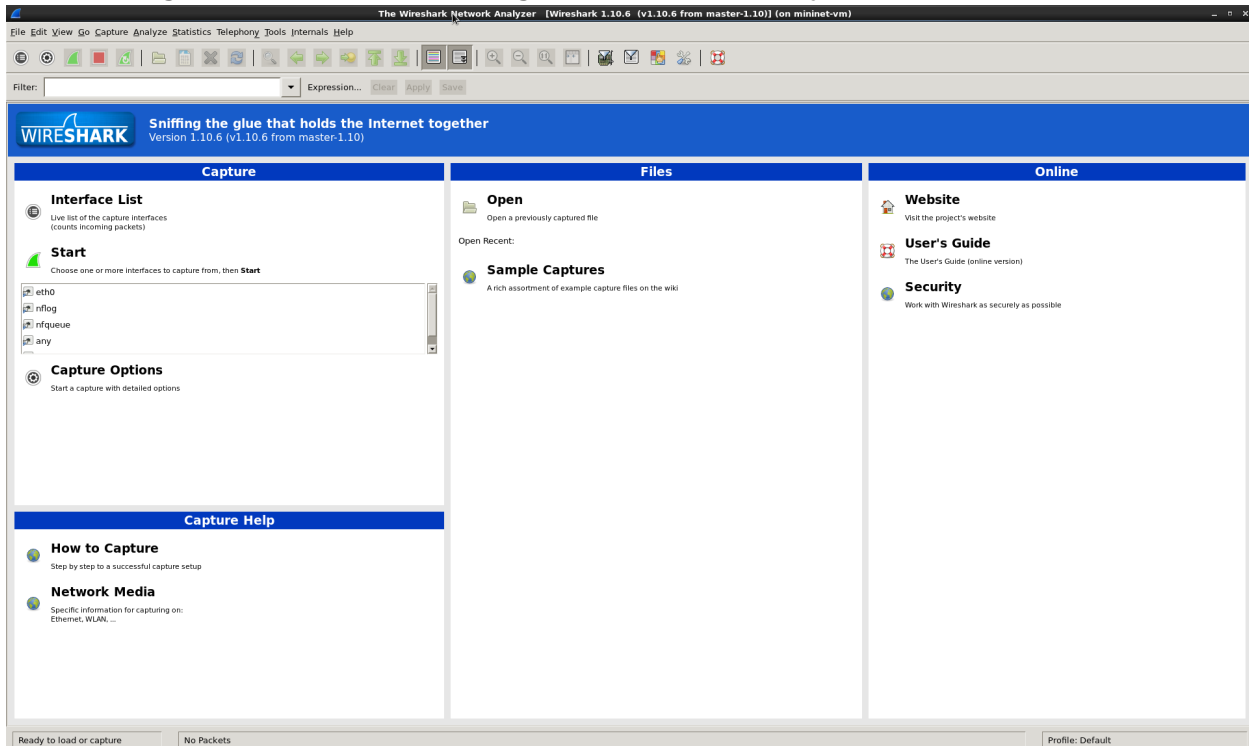 The Wireshark Network Analyzer [Wireshark 1.10.6 (v1.10.6 from master-1.10)] (on mininet-vm)
File Edit View Go Capture Analyze Statistics Telephony Tools Internals Help
Filter:
Expression... Clear Apply Save
WIRESHARK
Sniffing the glue that holds the Internet together
Version 1.10.6 (v1.10.6 from master-1.10)
Capture
Interface List
Live list of the capture interfaces
(counts incoming packets)
Start
Choose one or more interfaces to capture from, then Start
eth0
nflog
nfqueue
any
Capture Options
Start a capture with detailed options
Capture Help
How to Capture
Step by step to a successful capture setup
Network Media
Specific information for capturing on:
Ethernet, WLAN, ...
Files
Open
Open a previously captured file
Open Recent:
Sample Captures
A rich assortment of example capture files on the wiki
Online
Website
Visit the project's website
User's Guide
The User's Guide (online version)
Security
Work with Wireshark as securely as possible
Ready to load or capture
No Packets
Profile: Default